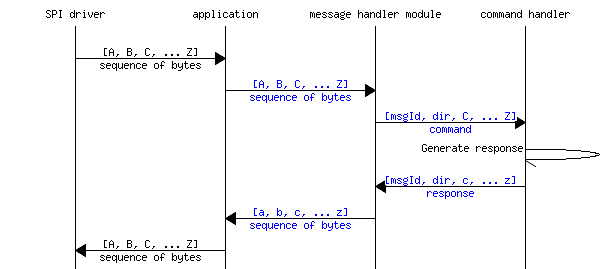 SPI driver application message handler module command handler
[A, B, C, ... Z]
sequence of bytes
[A, B, C, ... Z]
sequence of bytes
[msgId, dir, C, ... Z]
command
Generate response
[msgId, dir, c, ... z]
response
[a, b, c, ... z]
sequence of bytes
[A, B, C, ... Z]
sequence of bytes